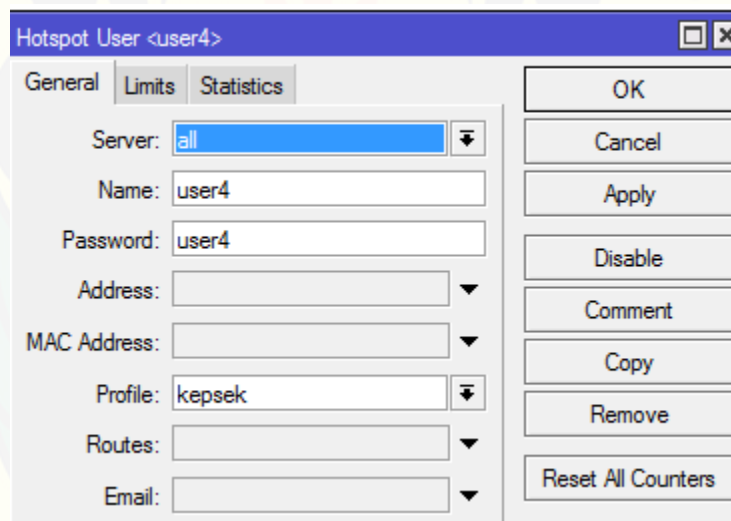 Hotspot User <user4>
General Limits Statistics
Server: all
Name: user4
Password: user4
Address:
MAC Address:
Profile: kepsek
Routes:
Email:
OK
Cancel
Apply
Disable
Comment
Copy
Remove
Reset All Counters